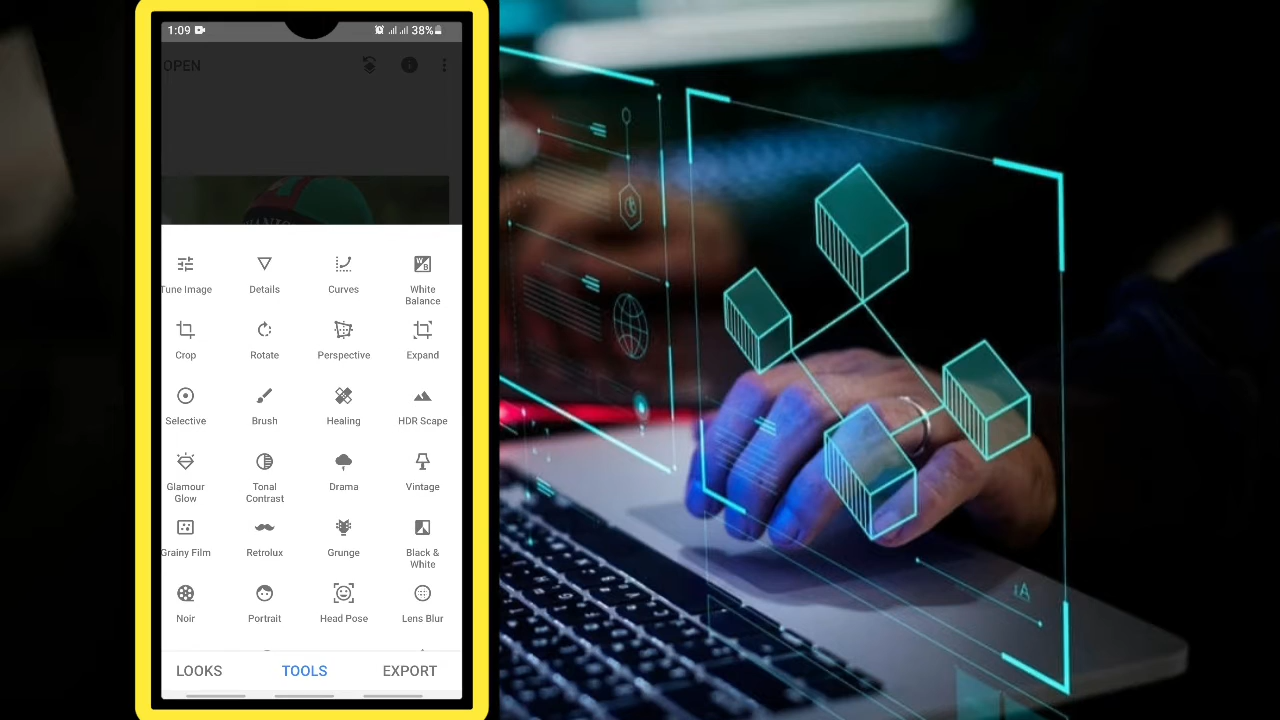 1:09 38%
OPEN
Tune Image Details Curves White Balance
Crop Rotate Perspective Expand
Selective Brush Healing HDR Scape
Glamour Glow Tonal Contrast Drama Vintage
Grainy Film Retrolux Grunge Black & White
Noir Portrait Head Pose Lens Blur
LOOKS TOOLS EXPORT